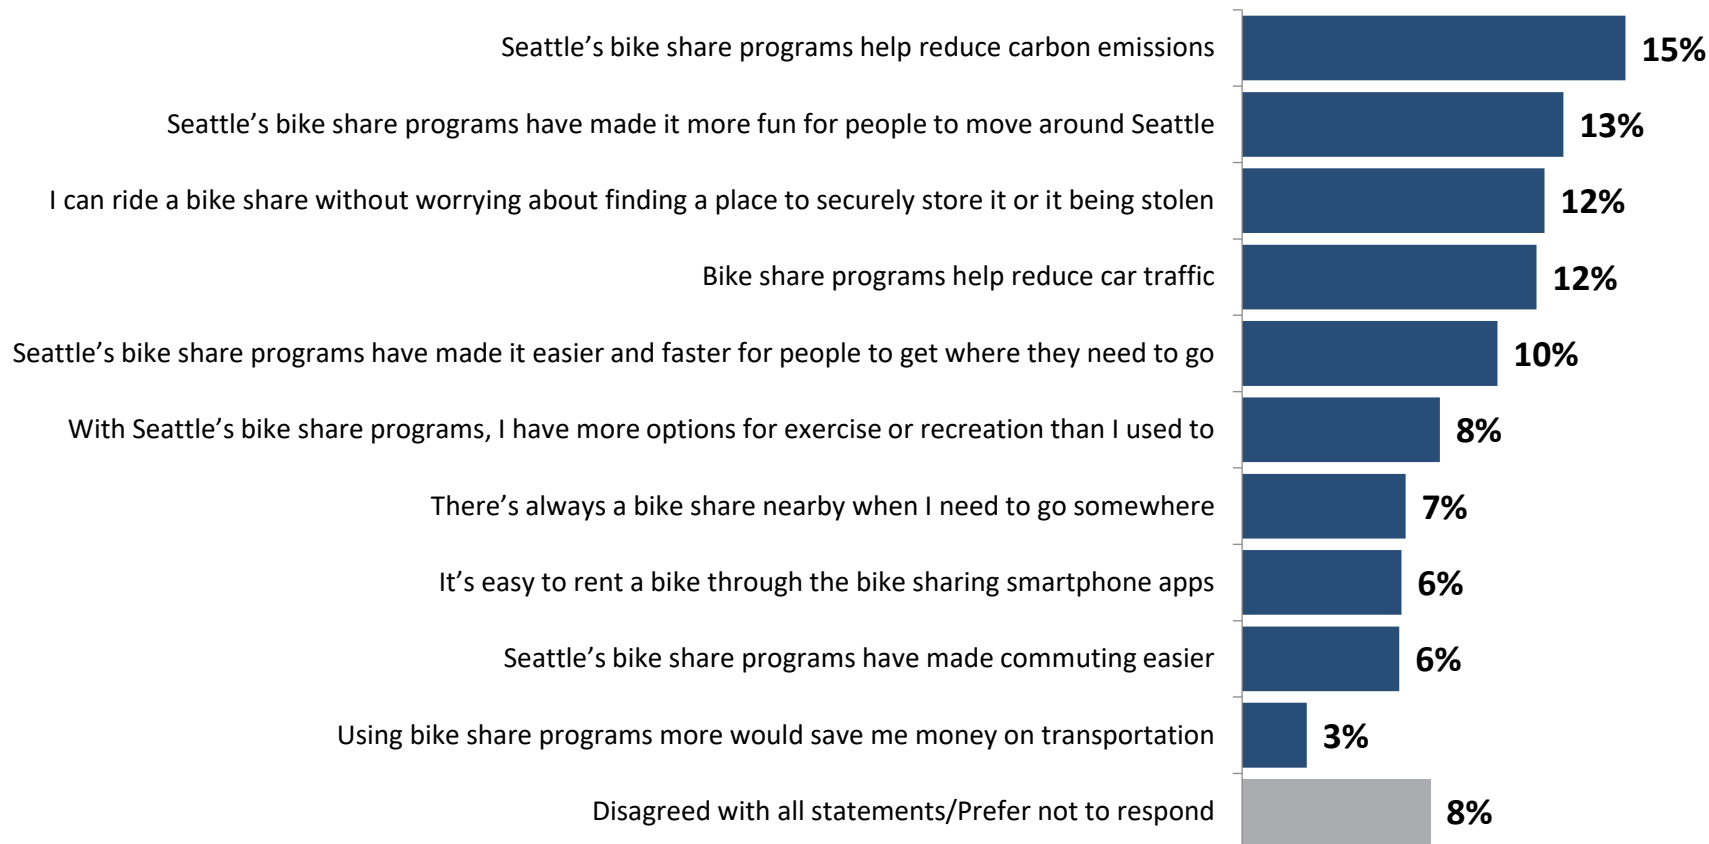 Seattle’s bike share programs help reduce carbon emissions 15%
Seattle’s bike share programs have made it more fun for people to move around Seattle 13%
I can ride a bike share without worrying about finding a place to securely store it or it being stolen 12%
Bike share programs help reduce car traffic 12%
Seattle’s bike share programs have made it easier and faster for people to get where they need to go 10%
With Seattle’s bike share programs, I have more options for exercise or recreation than I used to 8%
There’s always a bike share nearby when I need to go somewhere 7%
It’s easy to rent a bike through the bike sharing smartphone apps 6%
Seattle’s bike share programs have made commuting easier 6%
Using bike share programs more would save me money on transportation 3%
Disagreed with all statements/Prefer not to respond 8%